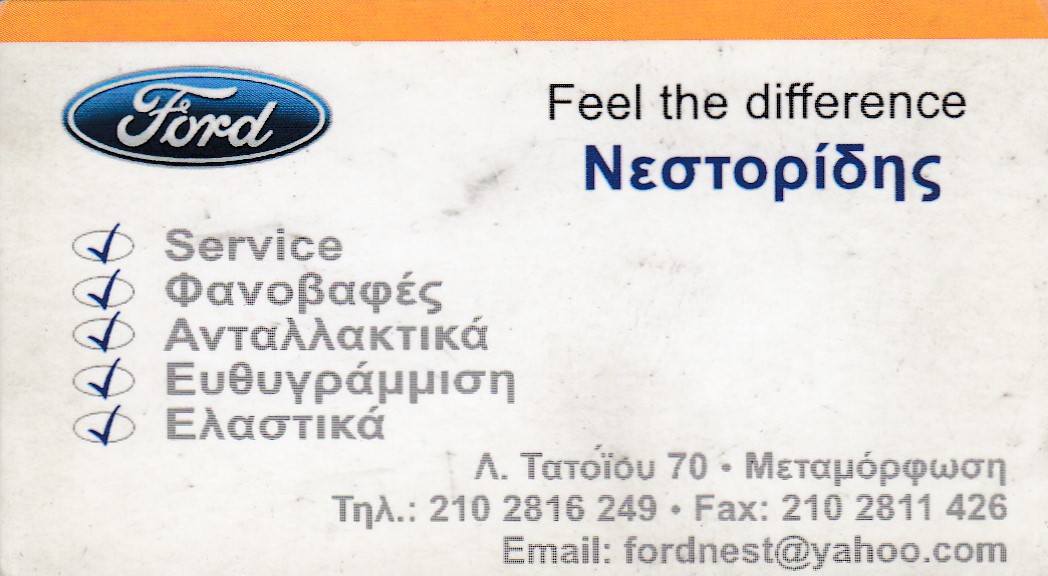 Ford
Feel the difference
Νεστορίδης
Service
Φανοβαφές
Ανταλλακτικά
Ευθυγράμμιση
Ελαστικά
Λ. Τατοΐου 70 • Μεταμόρφωση
Τηλ.: 210 2816 249 • Fax: 210 2811 426
Email: fordnest@yahoo.com